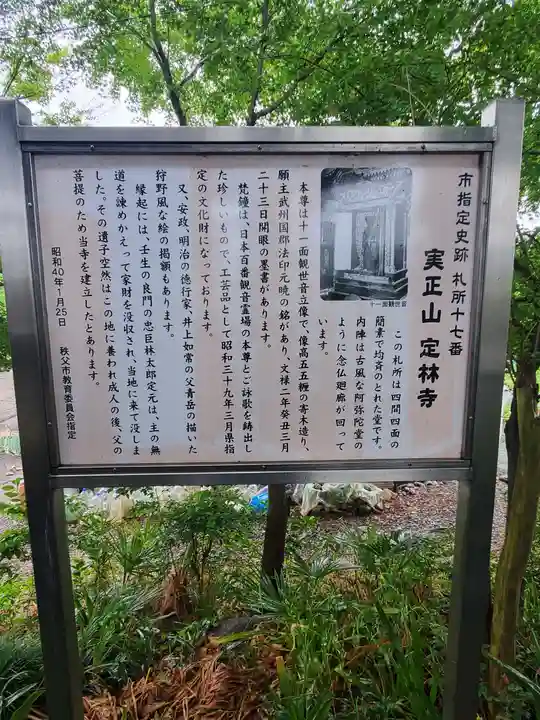 市指定史跡 札所十七番
実正山 定林寺
この札所は四間四面の
簡素で均斉のとれた堂です。
内陣は古風な阿弥陀堂の
ように念仏廻廊が回って
います。
十一面観世音
本尊は十一面観世音立像で、像高五五糎の寄木造り、
願主武州国郡法印元暁の銘があり、文禄二年癸丑三月
二十三日開眼の墨書があります。
梵鐘は、日本百番観音霊場の本尊とご詠歌を鋳出し
た珍しいもので、工芸品として昭和三十九年三月県指
定の文化財になっております。
又、安政、明治の徳行家、井上如常の父青岳の描いた
狩野風な絵の掲額もあります。
縁起には、壬生の良門の忠臣林太郎定元は、主の無
道を諫めかえって家財を没収され、当地に来て没しま
した。その遺子空然はこの地に養われ成人の後、父の
菩提のため当寺を建立したとあります。
昭和40年1月25日
秩父市教育委員会指定